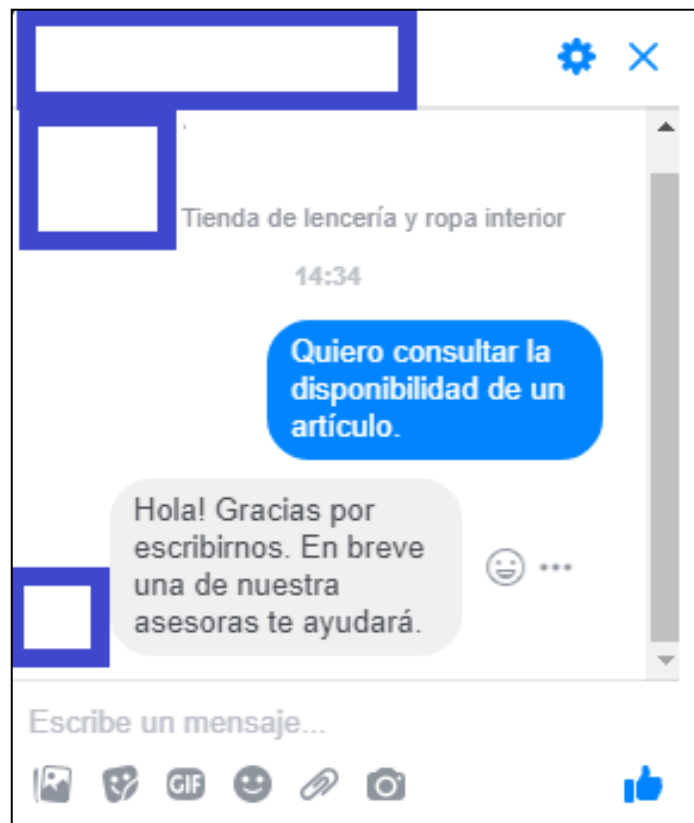 Tienda de lencería y ropa interior
14:34
Quiero consultar la
disponibilidad de un
artículo.
Hola! Gracias por
escribirnos. En breve
una de nuestra
asesoras te ayudará.
Escribe un mensaje...
GIF